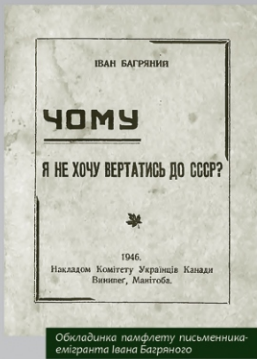 ІВАН БАГРЯНИЙ
ЧОМУ
Я НЕ ХОЧУ ВЕРТАТИСЬ ДО СССР?
1946.
Накладом Комітету Українців Канади
Винипеґ, Манітоба.
Обкладинка памфлету письменника-
емігранта Івана Багряного